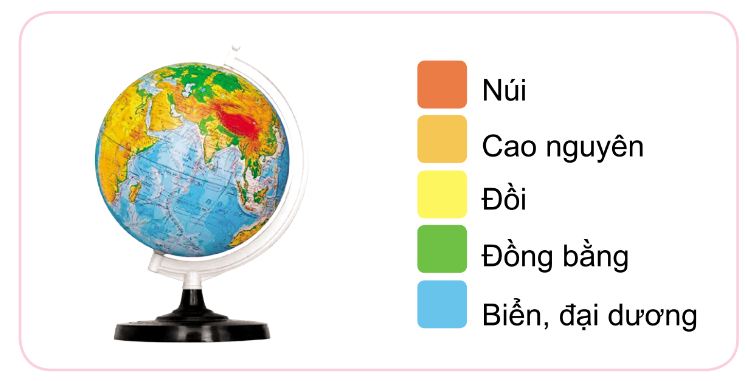 Núi
Cao nguyên
Đồi
Đồng bằng
Biển, đại dương